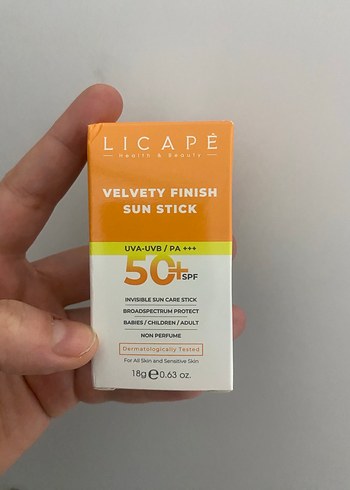 LICAPÈ
Health & Beauty
VELVETY FINISH
SUN STICK
UVA-UVB / PA +++
50+ SPF
INVISIBLE SUN CARE STICK
BROADSPECTRUM PROTECT
BABIES / CHILDREN / ADULT
NON PERFUME
Dermatologically Tested
For All Skin and Sensitive Skin
18g ℮ 0.63 oz.